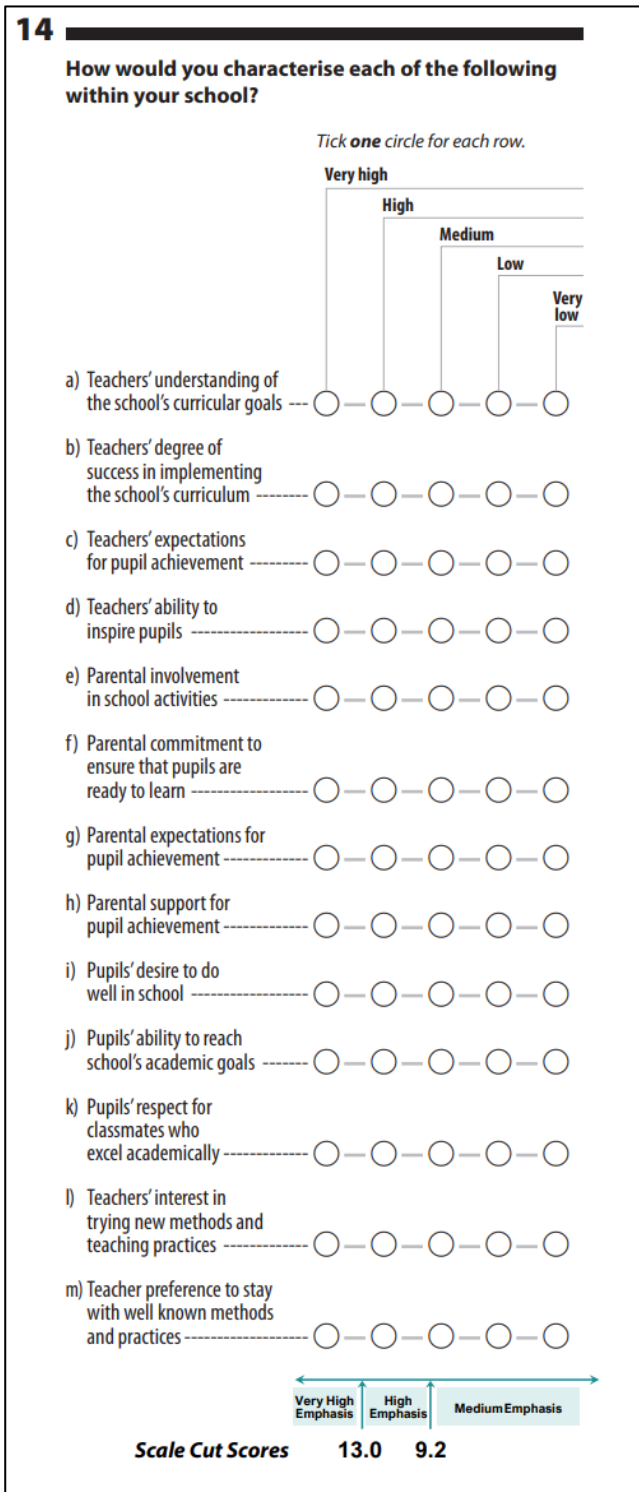 14
How would you characterise each of the following
within your school?
Tick one circle for each row.
Very high
High
Medium
Low
Very
low
a) Teachers' understanding of
the school's curricular goals ---
b) Teachers' degree of
success in implementing
the school's curriculum --------
c) Teachers' expectations
for pupil achievement ---------
d) Teachers' ability to
inspire pupils ------------------
e) Parental involvement
in school activities -------------
f) Parental commitment to
ensure that pupils are
ready to learn ------------------
g) Parental expectations for
pupil achievement -------------
h) Parental support for
pupil achievement -------------
i) Pupils' desire to do
well in school ------------------
j) Pupils' ability to reach
school's academic goals -------
k) Pupils' respect for
classmates who
excel academically -------------
l) Teachers' interest in
trying new methods and
teaching practices -------------
m) Teacher preference to stay
with well known methods
and practices -------------------
Very High
Emphasis
High
Emphasis
Medium Emphasis
Scale Cut Scores 13.0 9.2